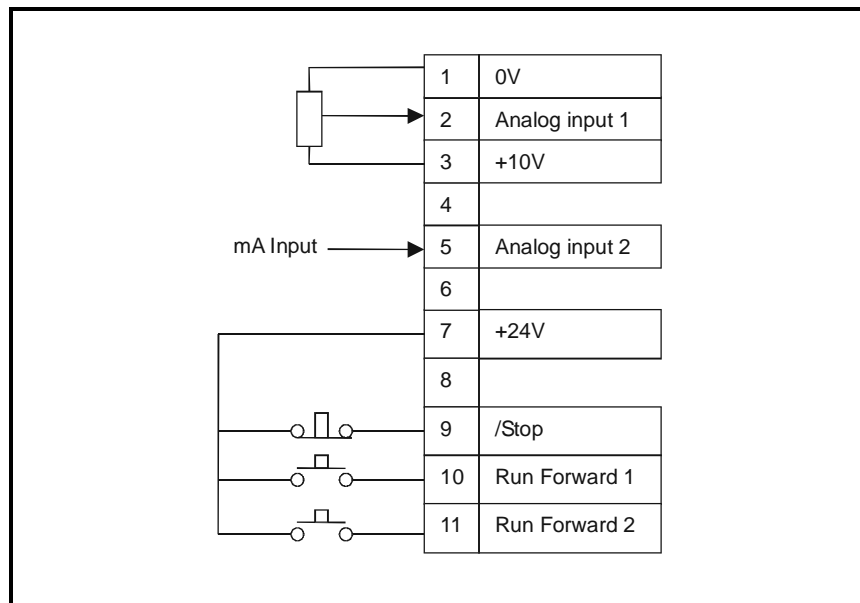 1 0V
2 Analog input 1
3 +10V
4
mA Input 5 Analog input 2
6
7 +24V
8
9 /Stop
10 Run Forward 1
11 Run Forward 2